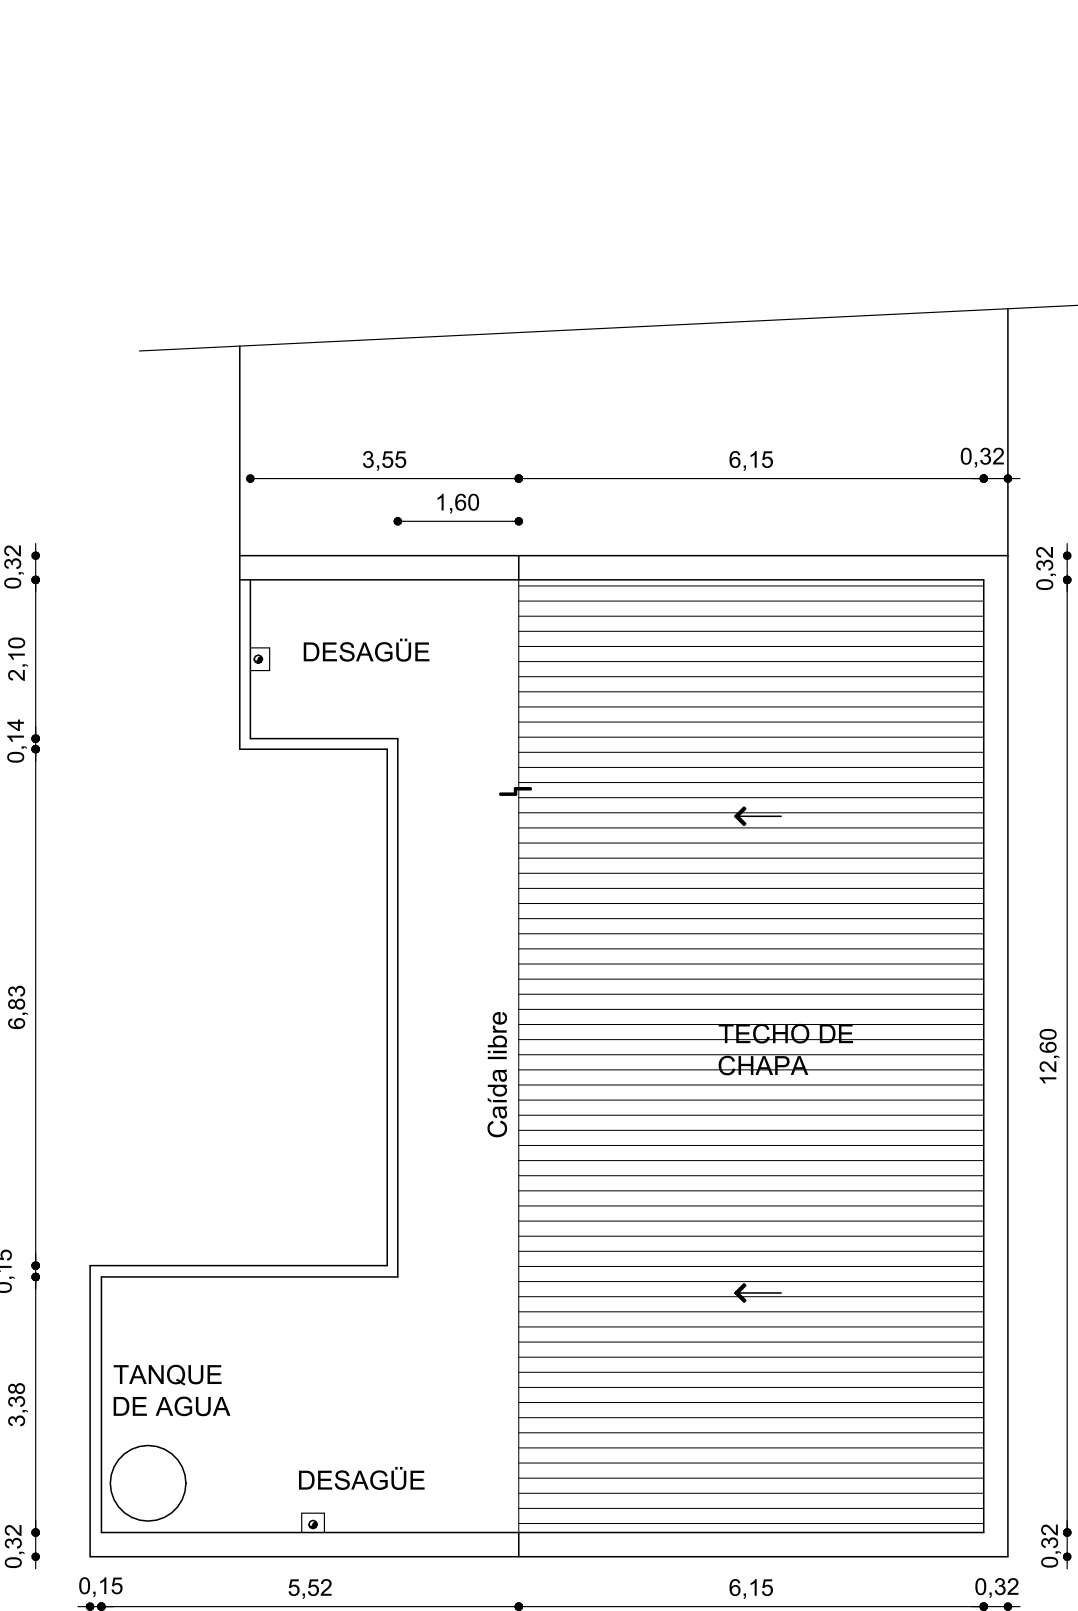 3,55
6,15
0,32
1,60
0,32
0,32
2,10
DESAGÜE
0,14
6,83
Caída libre
TECHO DE
CHAPA
12,60
0,15
TANQUE
DE AGUA
3,38
DESAGÜE
0,32
0,32
0,15
5,52
6,15
0,32